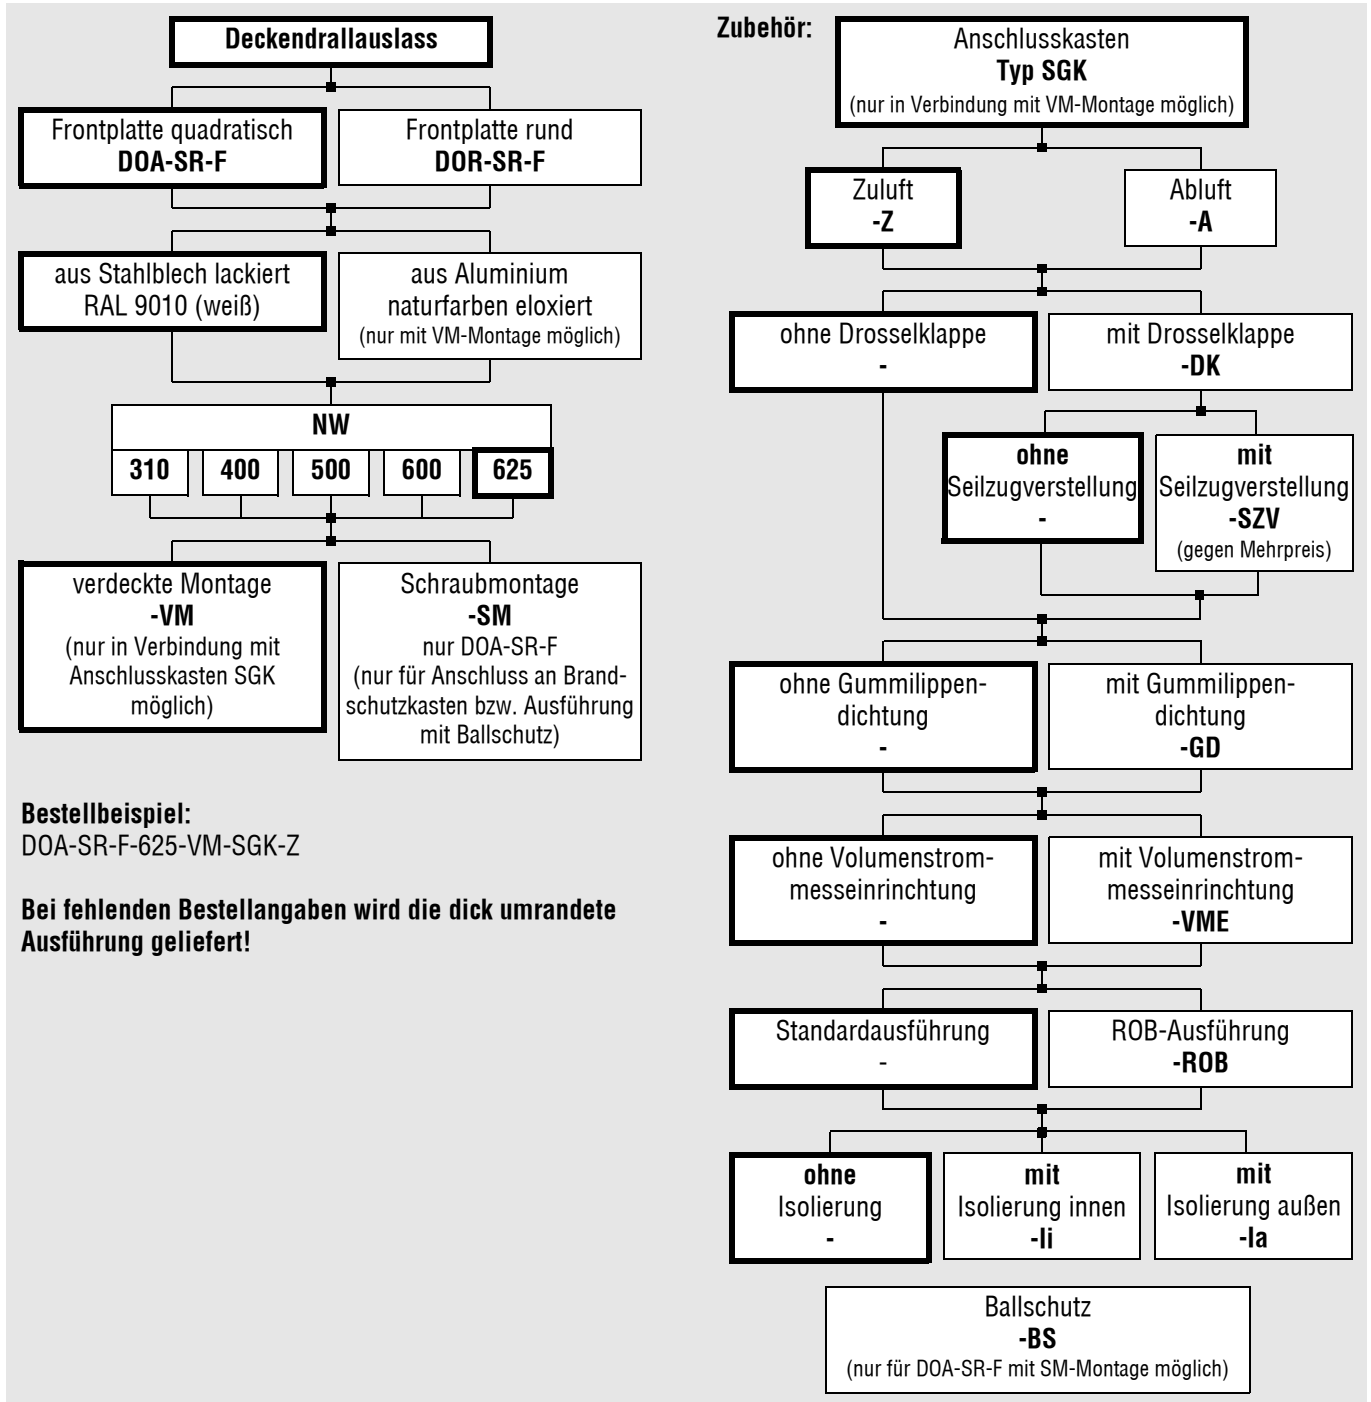 Deckendrallauslass
Frontplatte quadratisch
DOA-SR-F
Frontplatte rund
DOR-SR-F
aus Stahlblech lackiert
RAL 9010 (weiß)
aus Aluminium
naturfarben eloxiert
(nur mit VM-Montage möglich)
NW
310
400
500
600
625
verdeckte Montage
-VM
(nur in Verbindung mit
Anschlusskasten SGK
möglich)
Schraubmontage
-SM
nur DOA-SR-F
(nur für Anschluss an Brand-
schutzkasten bzw. Ausführung
mit Ballschutz)
Bestellbeispiel:
DOA-SR-F-625-VM-SGK-Z
Bei fehlenden Bestellangaben wird die dick umrandete
Ausführung geliefert!
Zubehör:
Anschlusskasten
Typ SGK
(nur in Verbindung mit VM-Montage möglich)
Zuluft
-Z
Abluft
-A
ohne Drosselklappe
-
mit Drosselklappe
-DK
ohne
Seilzugverstellung
-
mit
Seilzugverstellung
-SZV
(gegen Mehrpreis)
ohne Gummilippen-
dichtung
-
mit Gummilippen-
dichtung
-GD
ohne Volumenstrom-
messeinrinchtung
-
mit Volumenstrom-
messeinrinchtung
-VME
Standardausführung
-
ROB-Ausführung
-ROB
ohne
Isolierung
-
mit
Isolierung innen
-Ii
mit
Isolierung außen
-Ia
Ballschutz
-BS
(nur für DOA-SR-F mit SM-Montage möglich)